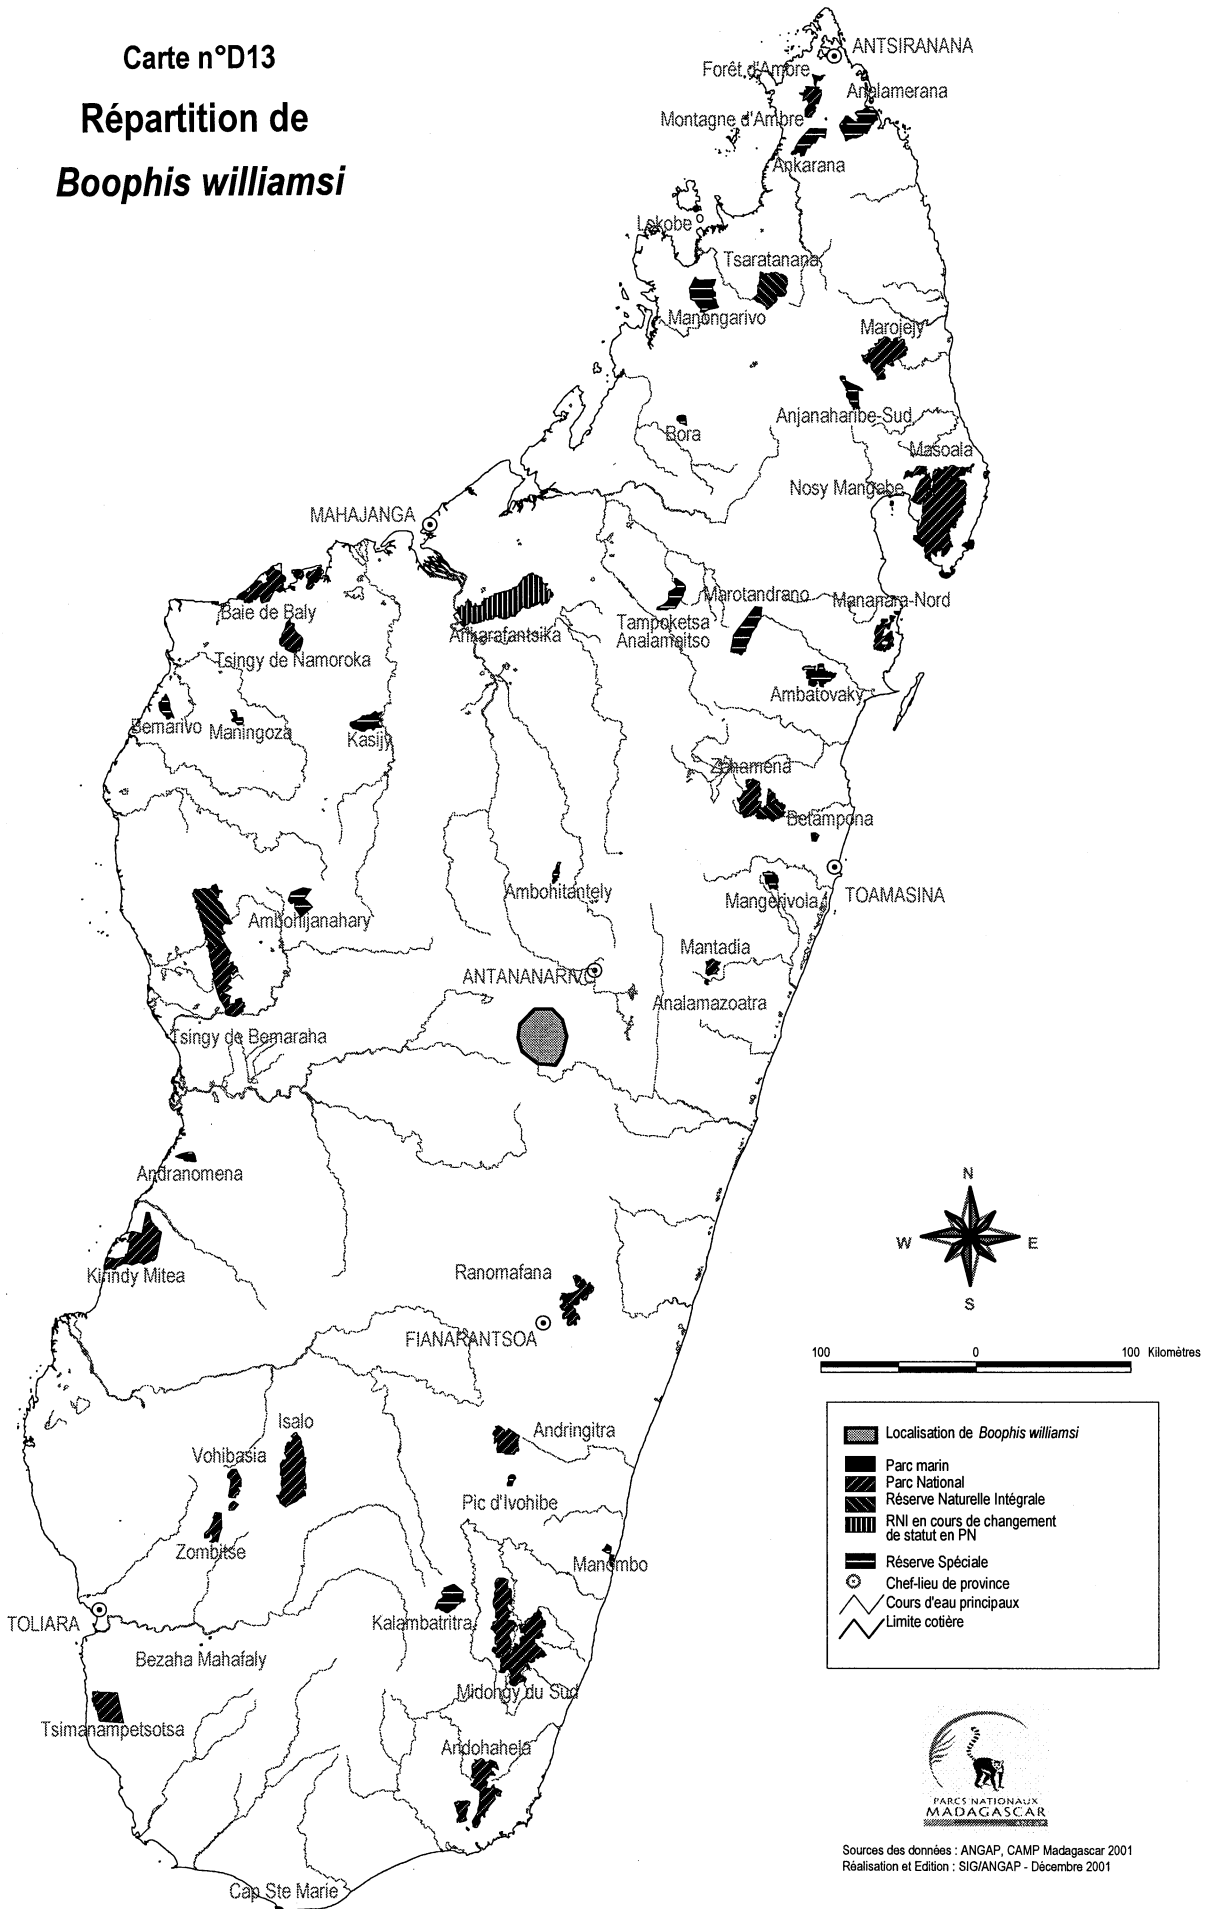 Carte n°D13
Répartition de
Boophis williamsi
ANTSIRANANA
Forêt d'Ambre
Analamerana
Montagne d'Ambre
Ankarana
Lokobe
Tsaratanana
Manongarivo
Marojejy
Anjanaharibe-Sud
Bora
Masoala
Nosy Mangabe
MAHAJANGA
Baie de Baly
Ankarafantsika
Marotandrano
Mananara-Nord
Tampoketsa
Analamaitso
Tsingy de Namoroka
Ambatovaky
Bemarivo
Maningoza
Kasijy
Zahamena
Betampona
Ambohitantely
TOAMASINA
Mangerivola
Ambohijanahary
Mantadia
ANTANANARIVO
Analamazoatra
Tsingy de Bemaraha
Andranomena
N
W
E
S
Kirindy Mitea
Ranomafana
FIANARANTSOA
100
0
100 Kilomètres
Isalo
Andringitra
Vohibasia
Pic d'Ivohibe
Zombitse
Manombo
Localisation de Boophis williamsi
Parc marin
Parc National
Réserve Naturelle Intégrale
RNI en cours de changement
de statut en PN
Réserve Spéciale
Chef-lieu de province
Cours d'eau principaux
Limite cotière
TOLIARA
Kalambatritra
Bezaha Mahafaly
Midongy du Sud
Tsimanampetsotsa
Andohahela
Cap Ste Marie
PARCS NATIONAUX
MADAGASCAR
Sources des données : ANGAP, CAMP Madagascar 2001
Réalisation et Edition : SIG/ANGAP - Décembre 2001